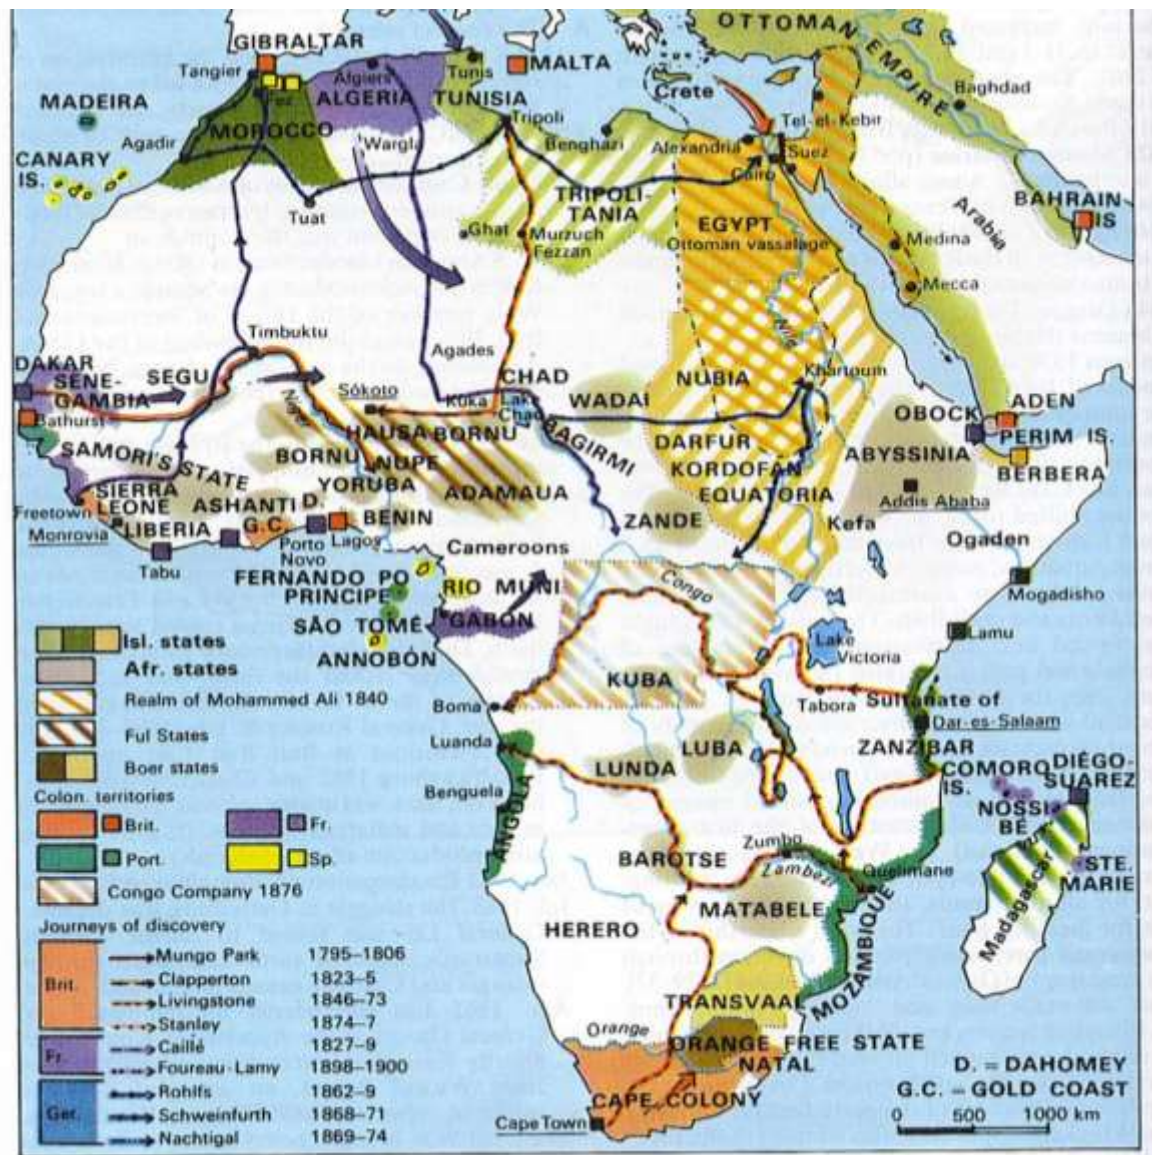 OTTOMAN EMPIRE
GIBRALTAR
Tangier
Fez
Algiers
ALGERIA
Tunis
TUNISIA
MALTA
Crete
Baghdad
MADEIRA
MOROCCO
Agadir
Wargla
Tripoli
Benghazi
Alexandria
Tel-el-Kebir
Suez
Cairo
CANARY
IS.
Tuat
TRIPOLI-
TANIA
Ghat
Murzuch
Fezzan
EGYPT
Ottoman vassalage
Arabia
BAHRAIN
IS
Medina
Mecca
Nile
Timbuktu
Agades
NUBIA
Khartoum
DAKAR
SENE-
GAMBIA
SEGU
Bathurst
Niger
Sókoto
Kuka
CHAD
Lake
Chad
WADAI
BAGIRMI
OBOCK
ADEN
PERIM IS.
BERBERA
HAUSA
BORNU
DARFUR
KORDOFAN
ABYSSINIA
SAMORI'S STATE
BORNU
NUPE
YORUBA
ADAMAUA
EQUATORIA
Addis Ababa
SIERRA
LEONE
ASHANTI
D.
Freetown
Monrovia
LIBERIA
G.C.
BENIN
Lagos
Porto
Novo
Tabu
ZANDE
Kefa
Ogaden
Cameroons
FERNANDO PO
PRINCIPE
RIO MUNI
SÃO TOMÉ
GABON
ANNOBÓN
Congo
Mogadisho
Lamu
Lake
Victoria
Isl. states
Afr. states
Realm of Mohammed Ali 1840
Ful States
Boer states
Colon. territories
Brit.
Fr.
Port.
Sp.
Congo Company 1876
KUBA
Boma
Tabora
Sultanate of
Dar-es-Salaam
ZANZIBAR
Luanda
LUBA
LUNDA
Benguela
ANGOLA
COMORO
IS.
DIÉGO-
SUAREZ
NOSSI
BÉ
STE.
MARIE
Madagascar
BAROTSE
Zumbo
Zambezi
Quelimane
MATABELE
HERERO
MOZAMBIQUE
TRANSVAAL
Orange
ORANGE FREE STATE
NATAL
CAPE COLONY
Cape Town
Journeys of discovery
Brit.
Mungo Park 1795–1806
Clapperton 1823–5
Livingstone 1846–73
Stanley 1874–7
Fr.
Caillé 1827–9
Foureau-Lamy 1898–1900
Ger.
Rohlfs 1862–9
Schweinfurth 1868–71
Nachtigal 1869–74
D. = DAHOMEY
G.C. = GOLD COAST
0 500 1000 km